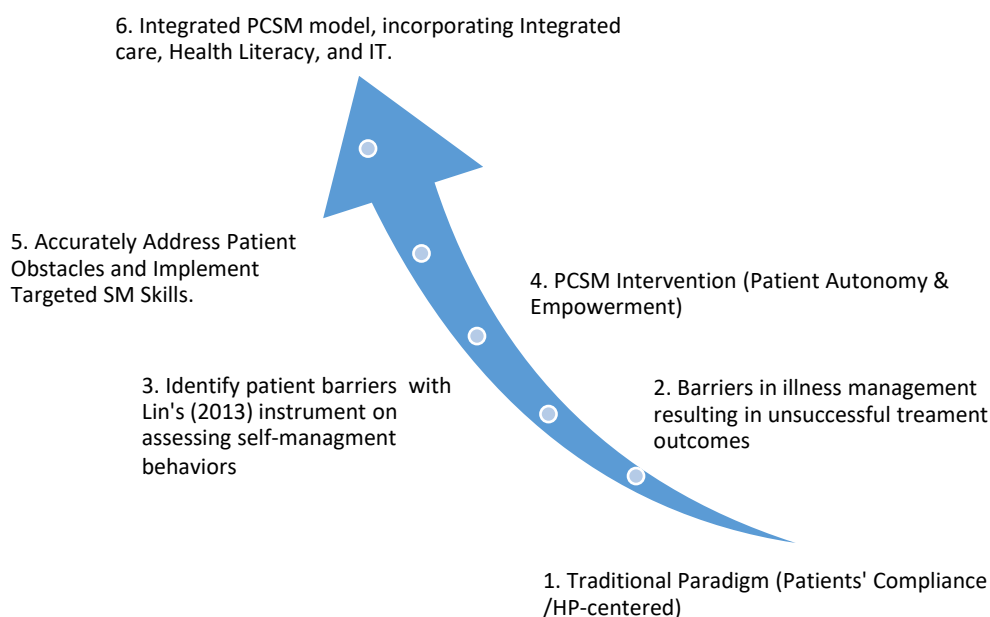 6. Integrated PCSM model, incorporating Integrated
care, Health Literacy, and IT.
5. Accurately Address Patient
Obstacles and Implement
Targeted SM Skills.
4. PCSM Intervention (Patient Autonomy &
Empowerment)
3. Identify patient barriers  with
Lin's (2013) instrument on
assessing self-managment
behaviors
2. Barriers in illness management
resulting in unsuccessful treament
outcomes
1. Traditional Paradigm (Patients' Compliance
/HP-centered)